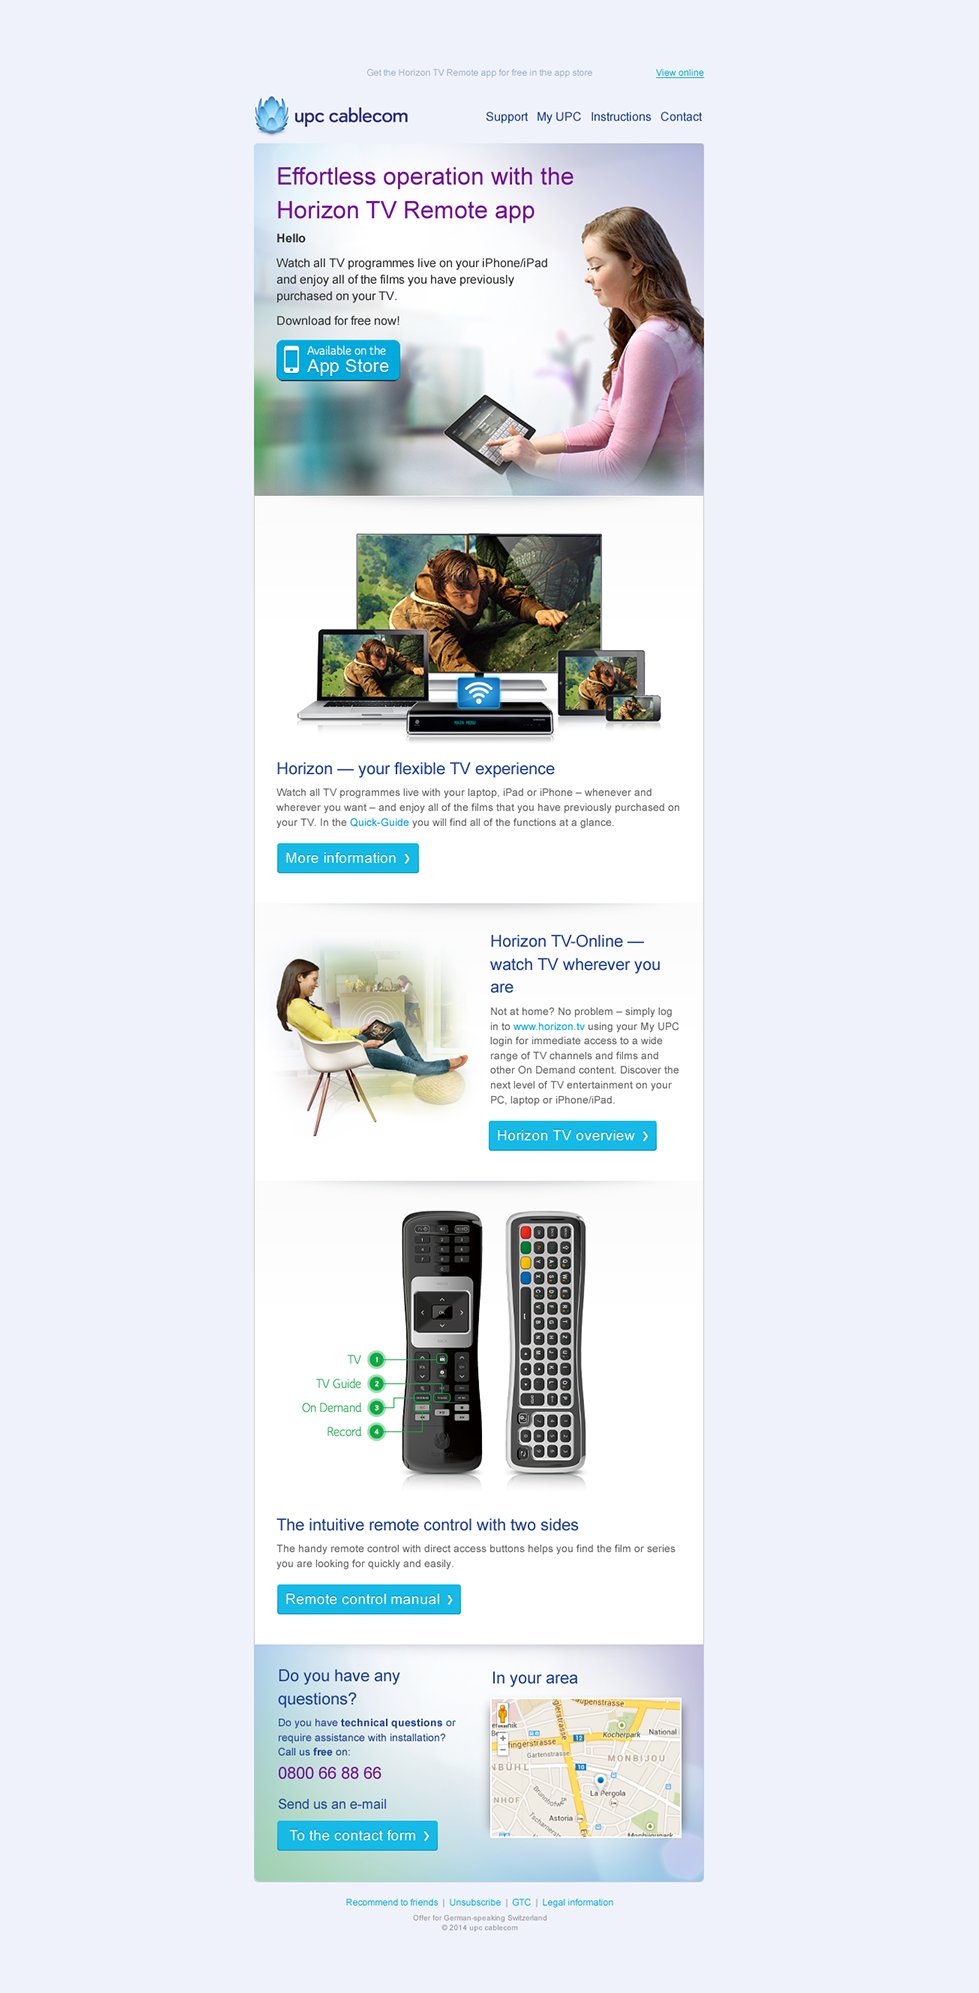 Get the Horizon TV Remote app for free in the app store
View online
upc cablecom
Support My UPC Instructions Contact
Effortless operation with the
Horizon TV Remote app
Hello
Watch all TV programmes live on your iPhone/iPad
and enjoy all of the films you have previously
purchased on your TV.
Download for free now!
Available on the
App Store
MAIN MENU
Horizon — your flexible TV experience
Watch all TV programmes live with your laptop, iPad or iPhone – whenever and
wherever you want – and enjoy all of the films that you have previously purchased on
your TV. In the Quick-Guide you will find all of the functions at a glance.
More information
Horizon TV-Online —
watch TV wherever you
are
Not at home? No problem – simply log
in to www.horizon.tv using your My UPC
login for immediate access to a wide
range of TV channels and films and
other On Demand content. Discover the
next level of TV entertainment on your
PC, laptop or iPhone/iPad.
Horizon TV overview
OK
TV 1
TV Guide 2
On Demand 3
Record 4
The intuitive remote control with two sides
The handy remote control with direct access buttons helps you find the film or series
you are looking for quickly and easily.
Remote control manual
Do you have any
questions?
Do you have technical questions or
require assistance with installation?
Call us free on:
0800 66 88 66
Send us an e-mail
To the contact form
In your area
Kocherpark
National
12
Gartenstrasse
MONBIJOU
10
La Pergola
Brunnhofweg
Astoria
Recommend to friends | Unsubscribe | GTC | Legal information
Offer for German-speaking Switzerland
© 2014 upc cablecom